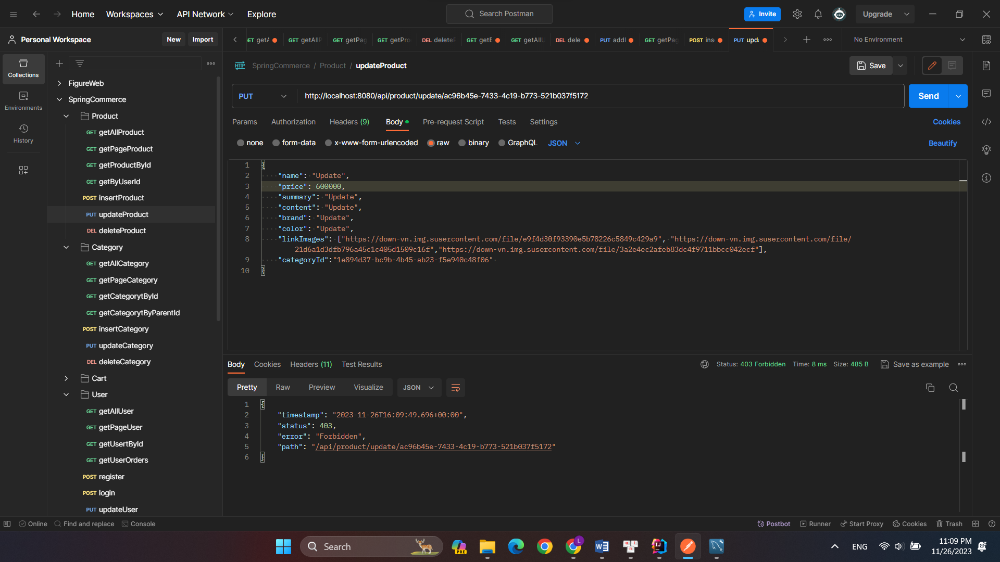 Home Workspaces API Network Explore Search Postman Invite Upgrade
Personal Workspace New Import
GET getA GET getAllP GET getPag GET getPro DEL deleteP GET getE GET getAllU DEL dele PUT addI GET getPag POST ins PUT upda No Environment
Collections
Environments
History
FigureWeb
SpringCommerce
Product
GET getAllProduct
GET getPageProduct
GET getProductById
GET getByUserId
POST insertProduct
PUT updateProduct
DEL deleteProduct
Category
GET getAllCategory
GET getPageCategory
GET getCategorytById
GET getCategorytByParentId
POST insertCategory
PUT updateCategory
DEL deleteCategory
Cart
User
GET getAllUser
GET getPageUser
GET getUsertById
GET getUserOrders
POST register
POST login
PUT updateUser
HTTP SpringCommerce / Product / updateProduct Save
PUT http://localhost:8080/api/product/update/ac96b45e-7433-4c19-b773-521b037f5172 Send
Params Authorization Headers (9) Body Pre-request Script Tests Settings Cookies
none form-data x-www-form-urlencoded raw binary GraphQL JSON Beautify
1 {
2 "name": "Update",
3 "price": 600000,
4 "summary": "Update",
5 "content": "Update",
6 "brand": "Update",
7 "color": "Update",
8 "linkImages": ["https://down-vn.img.susercontent.com/file/e9f4d30f93390e5b78226c5849c429a9", "https://down-vn.img.susercontent.com/file/
21d6a1d3dfb796a45c1c405d1509c16f","https://down-vn.img.susercontent.com/file/3a2e4ec2afeb83dc4f9711bbcc042ecf"],
9 "categoryId":"1e894d37-bc9b-4b45-ab23-f5e940c48f06"
10 }
Body Cookies Headers (11) Test Results Status: 403 Forbidden Time: 8 ms Size: 485 B Save as example
Pretty Raw Preview Visualize JSON
1 {
2 "timestamp": "2023-11-26T16:09:49.696+00:00",
3 "status": 403,
4 "error": "Forbidden",
5 "path": "/api/product/update/ac96b45e-7433-4c19-b773-521b037f5172"
6 }
Online Find and replace Console Postbot Runner Start Proxy Cookies Trash
Search PRE L W IJ ENG 11:09 PM
11/26/2023